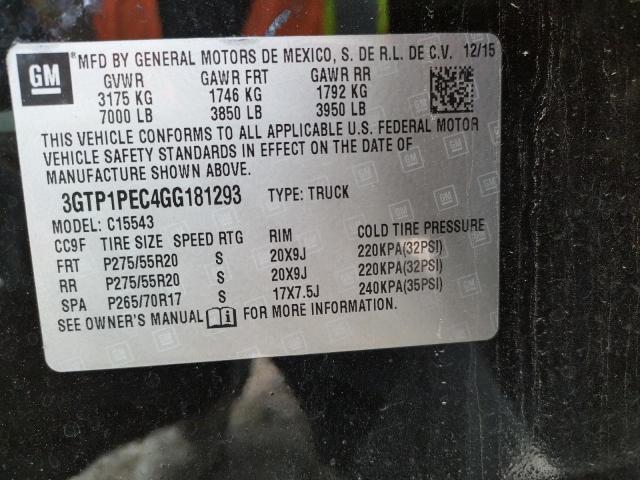 GM ® MFD BY GENERAL MOTORS DE MEXICO, S. DE R.L. DE C.V. 12/15
GVWR GAWR FRT GAWR RR
3175 KG 1746 KG 1792 KG
7000 LB 3850 LB 3950 LB
THIS VEHICLE CONFORMS TO ALL APPLICABLE U.S. FEDERAL MOTOR
VEHICLE SAFETY STANDARDS IN EFFECT ON THE DATE OF
MANUFACTURE SHOWN ABOVE.
3GTP1PEC4GG181293 TYPE: TRUCK
MODEL: C15543
CC9F TIRE SIZE SPEED RTG RIM COLD TIRE PRESSURE
FRT P275/55R20 S 20X9J 220KPA(32PSI)
RR P275/55R20 S 20X9J 220KPA(32PSI)
SPA P265/70R17 S 17X7.5J 240KPA(35PSI)
SEE OWNER'S MANUAL FOR MORE INFORMATION.